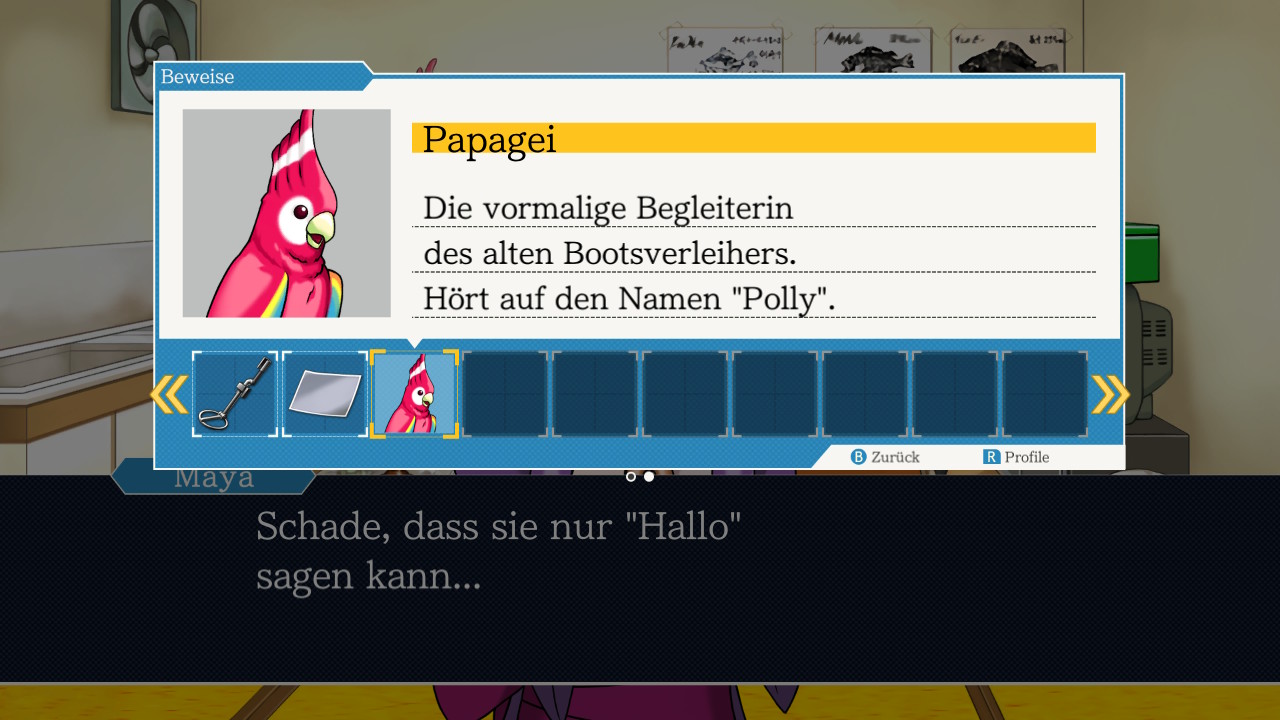 Beweise
Papagei
Die vormalige Begleiterin
des alten Bootsverleihers.
Hört auf den Namen "Polly".
B Zurück
R Profile
Maya
Schade, dass sie nur "Hallo"
sagen kann...